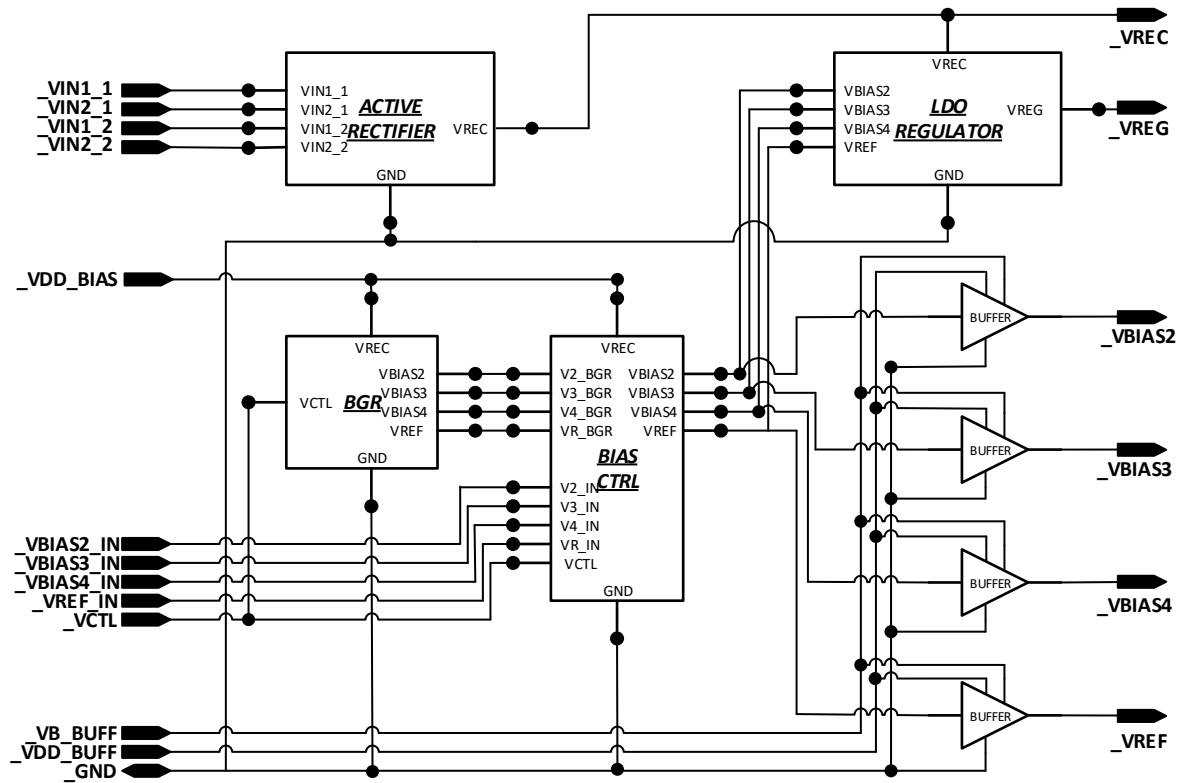 _VREC
_VIN1_1
_VIN2_1
_VIN1_2
_VIN2_2
VIN1_1
VIN2_1
VIN1_2
VIN2_2
ACTIVE
RECTIFIER
VREC
GND
VREC
VBIAS2
VBIAS3
VBIAS4
VREF
LDO
REGULATOR
VREG
GND
_VREG
_VDD_BIAS
VREC
VCTL
BGR
VBIAS2
VBIAS3
VBIAS4
VREF
GND
VREC
V2_BGR
V3_BGR
V4_BGR
VR_BGR
VBIAS2
VBIAS3
VBIAS4
VREF
BIAS
CTRL
V2_IN
V3_IN
V4_IN
VR_IN
VCTL
GND
BUFFER
_VBIAS2
BUFFER
_VBIAS3
BUFFER
_VBIAS4
BUFFER
_VREF
_VBIAS2_IN
_VBIAS3_IN
_VBIAS4_IN
_VREF_IN
_VCTL
_VB_BUFF
_VDD_BUFF
_GND